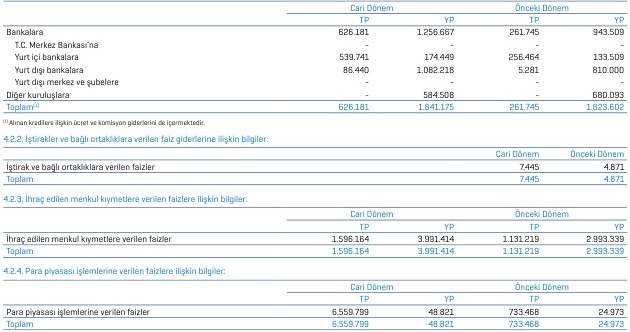 Cari Dönem Önceki Dönem
TP YP TP YP
Bankalara 626.181 1.256.667 261.745 943.509
T.C. Merkez Bankası'na - - - -
Yurt içi bankalara 539.741 174.449 256.464 133.509
Yurt dışı bankalara 86.440 1.082.218 5.281 810.000
Yurt dışı merkez ve şubelere - - - -
Diğer kuruluşlara - 584.508 - 680.093
Toplam(1) 626.181 1.841.175 261.745 1.623.602
(1) Alınan kredilere ilişkin ücret ve komisyon giderlerini de içermektedir.
4.2.2. İştirakler ve bağlı ortaklıklara verilen faiz giderlerine ilişkin bilgiler:
Cari Dönem Önceki Dönem
İştirak ve bağlı ortaklıklara verilen faizler 7.445 4.871
Toplam 7.445 4.871
4.2.3. İhraç edilen menkul kıymetlere verilen faizlere ilişkin bilgiler:
Cari Dönem Önceki Dönem
TP YP TP YP
İhraç edilen menkul kıymetlere verilen faizler 1.596.164 3.991.414 1.131.219 2.993.339
Toplam 1.596.164 3.991.414 1.131.219 2.993.339
4.2.4. Para piyasası işlemlerine verilen faizlere ilişkin bilgiler:
Cari Dönem Önceki Dönem
TP YP TP YP
Para piyasası işlemlerine verilen faizler 6.559.799 48.821 733.468 24.973
Toplam 6.559.799 48.821 733.468 24.973